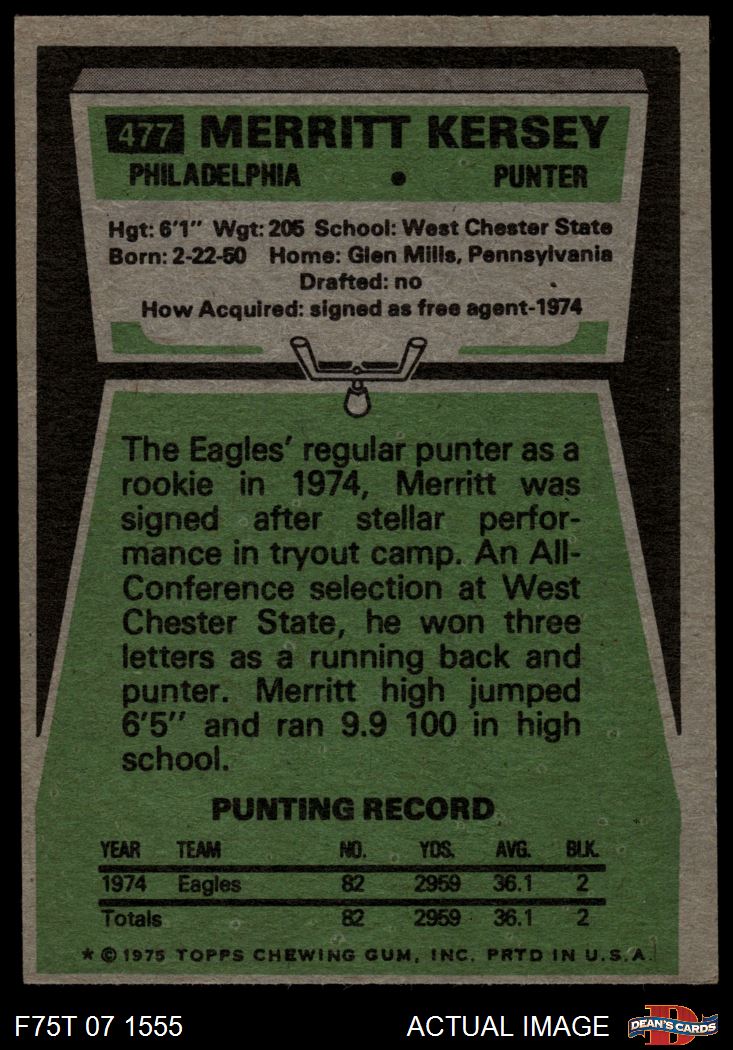 477 MERRITT KERSEY
PHILADELPHIA • PUNTER
Hgt: 6'1" Wgt: 205 School: West Chester State
Born: 2-22-50 Home: Glen Mills, Pennsylvania
Drafted: no
How Acquired: signed as free agent-1974
The Eagles' regular punter as a
rookie in 1974, Merritt was
signed after stellar perfor-
mance in tryout camp. An All-
Conference selection at West
Chester State, he won three
letters as a running back and
punter. Merritt high jumped
6'5" and ran 9.9 100 in high
school.
PUNTING RECORD
YEAR TEAM NO. YDS. AVG. BLK.
1974 Eagles 82 2959 36.1 2
Totals 82 2959 36.1 2
* © 1975 TOPPS CHEWING GUM, INC. PRTD IN U.S.A.
F75T 07 1555 ACTUAL IMAGE D DEAN'S CARDS